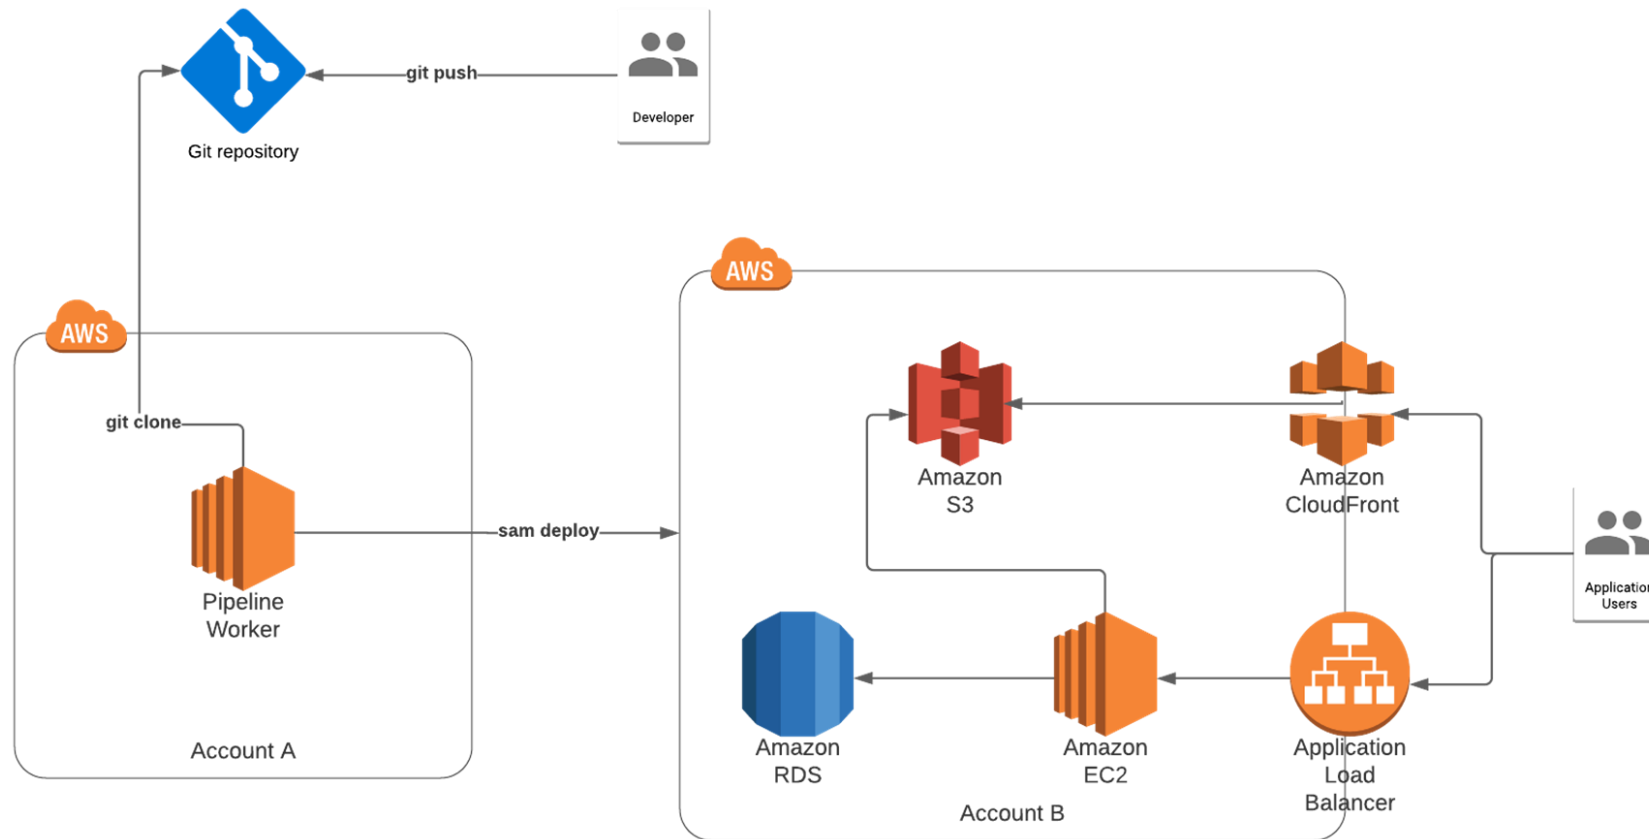 git push
Developer
Git repository
AWS
AWS
git clone
Amazon
S3
Amazon
CloudFront
sam deploy
Application
Users
Pipeline
Worker
Amazon
RDS
Amazon
EC2
Application
Load
Balancer
Account A
Account B